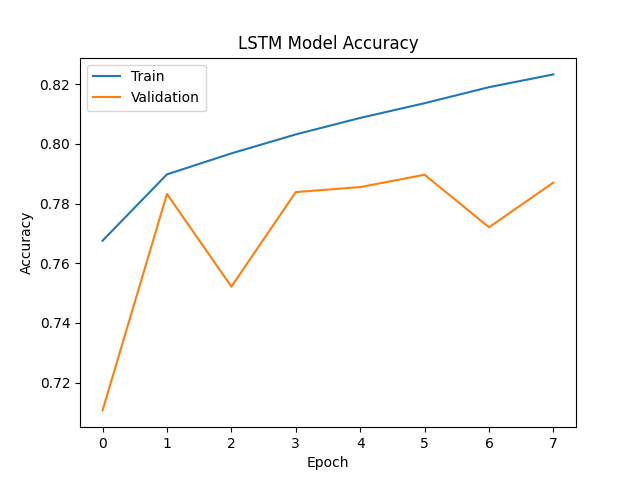 LSTM Model Accuracy
Train
Validation
0.82
0.80
0.78
0.76
0.74
0.72
Accuracy
0 1 2 3 4 5 6 7
Epoch